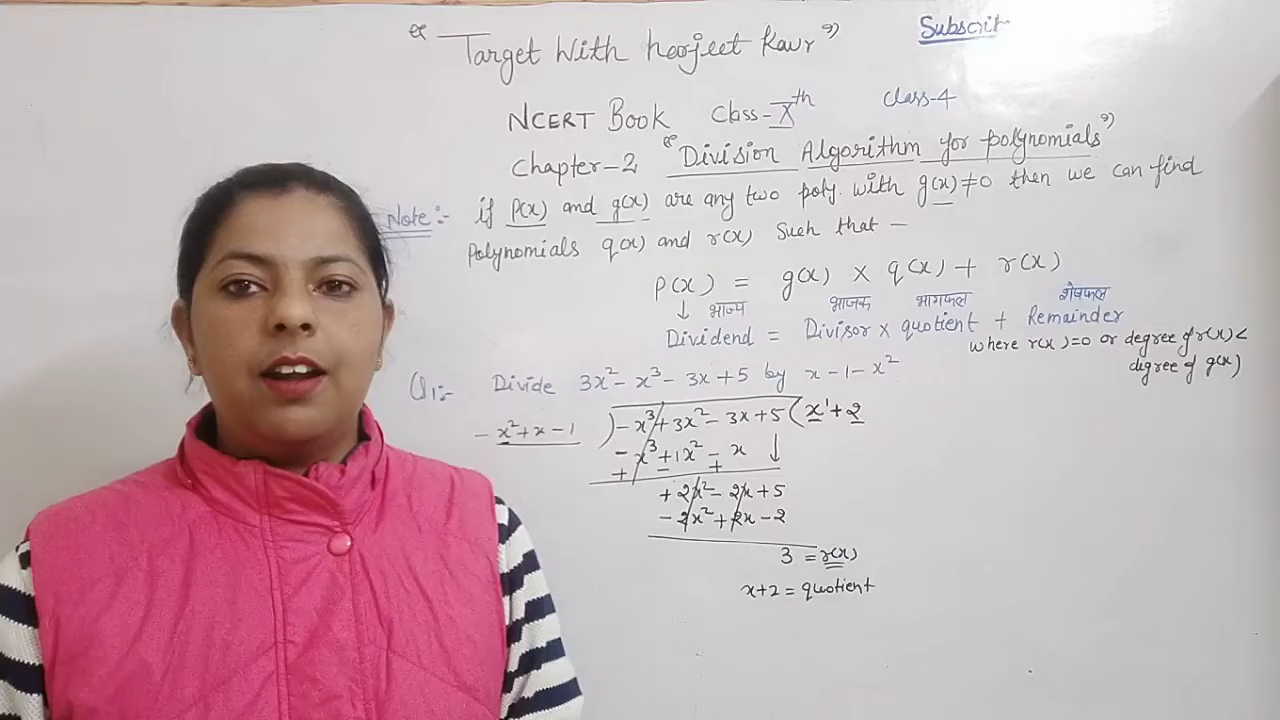 " Target With Noorjeet Kaur "
Subscrib
NCERT Book Class - Xth Class-4
Chapter-2 "Division Algorithm for polynomials"
Note:- if P(x) and g(x) are any two poly. with g(x)≠0 then we can find
Polynomials q(x) and r(x) Such that —
P(x) = g(x) × q(x) + r(x)
↓ भाज्य भाजक भागफल शेषफल
Dividend = Divisor × quotient + Remainder
where r(x)=0 or degree of r(x) <
degree of g(x)
Q1:- Divide 3x² - x³ - 3x + 5 by x - 1 - x²
- x² + x - 1 ) - x³ + 3x² - 3x + 5 ( x¹ + 2
- x³ + 1x² - x ↓
+ - +
+ 2x² - 2x + 5
- 2x² + 2x - 2
3 = r(x)
x+2 = quotient